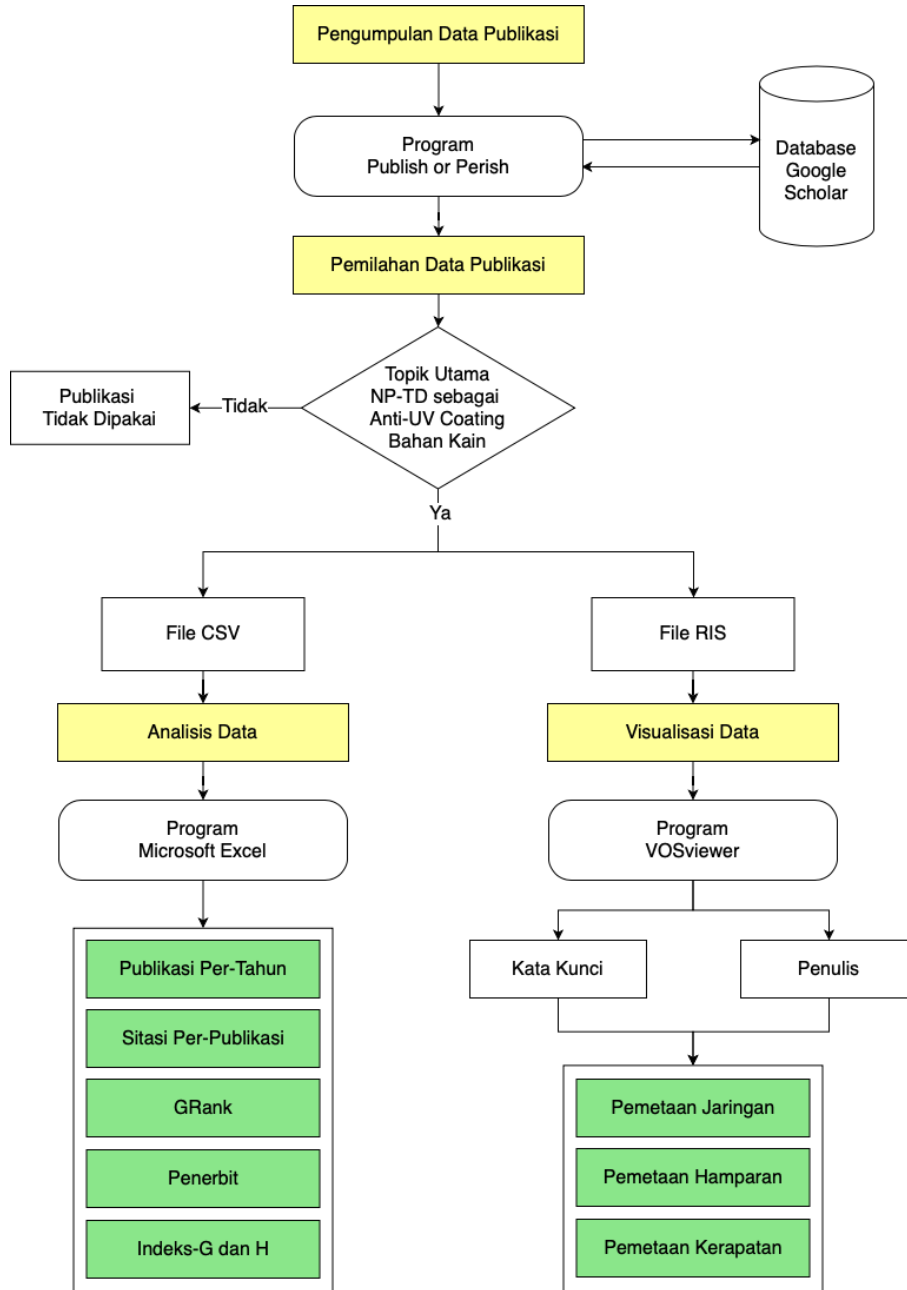 Pengumpulan Data Publikasi
Program
Publish or Perish
Database
Google
Scholar
Pemilahan Data Publikasi
Topik Utama
NP-TD sebagai
Anti-UV Coating
Bahan Kain
Tidak
Publikasi
Tidak Dipakai
Ya
File CSV
File RIS
Analisis Data
Visualisasi Data
Program
Microsoft Excel
Program
VOSviewer
Publikasi Per-Tahun
Sitasi Per-Publikasi
GRank
Penerbit
Indeks-G dan H
Kata Kunci
Penulis
Pemetaan Jaringan
Pemetaan Hamparan
Pemetaan Kerapatan